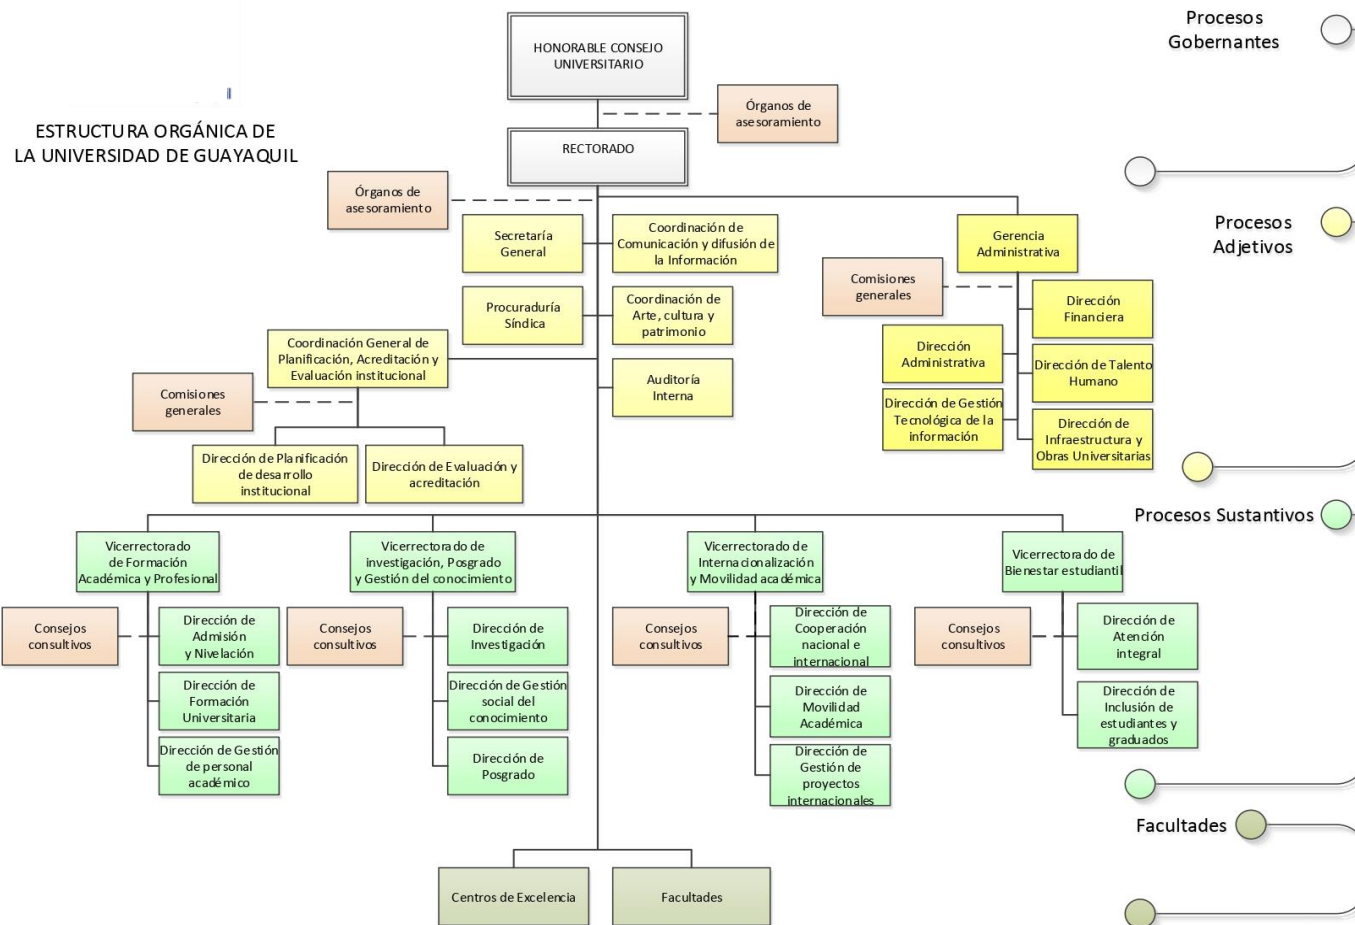 ESTRUCTURA ORGÁNICA DE
LA UNIVERSIDAD DE GUAYAQUIL
HONORABLE CONSEJO
UNIVERSITARIO
Órganos de
asesoramiento
RECTORADO
Órganos de
asesoramiento
Secretaría
General
Coordinación de
Comunicación y difusión de
la Información
Procuraduría
Síndica
Coordinación de
Arte, cultura y
patrimonio
Coordinación General de
Planificación, Acreditación y
Evaluación institucional
Auditoría
Interna
Comisiones
generales
Dirección de Planificación
de desarrollo
institucional
Dirección de Evaluación y
acreditación
Gerencia
Administrativa
Comisiones
generales
Dirección
Financiera
Dirección
Administrativa
Dirección de Talento
Humano
Dirección de Gestión
Tecnológica de la
información
Dirección de
Infraestructura y
Obras Universitarias
Vicerrectorado
de Formación
Académica y Profesional
Consejos
consultivos
Dirección de
Admisión
y Nivelación
Dirección de
Formación
Universitaria
Dirección de Gestión
de personal
académico
Vicerrectorado de
investigación, Posgrado
y Gestión del conocimiento
Consejos
consultivos
Dirección de
Investigación
Dirección de Gestión
social del
conocimiento
Dirección de
Posgrado
Vicerrectorado de
Internacionalización
y Movilidad académica
Consejos
consultivos
Dirección de
Cooperación
nacional e
internacional
Dirección de
Movilidad
Académica
Dirección de
Gestión de
proyectos
internacionales
Vicerrectorado de
Bienestar estudiantil
Consejos
consultivos
Dirección de
Atención
integral
Dirección de
Inclusión de
estudiantes y
graduados
Centros de Excelencia
Facultades
Procesos
Gobernantes
Procesos
Adjetivos
Procesos Sustantivos
Facultades